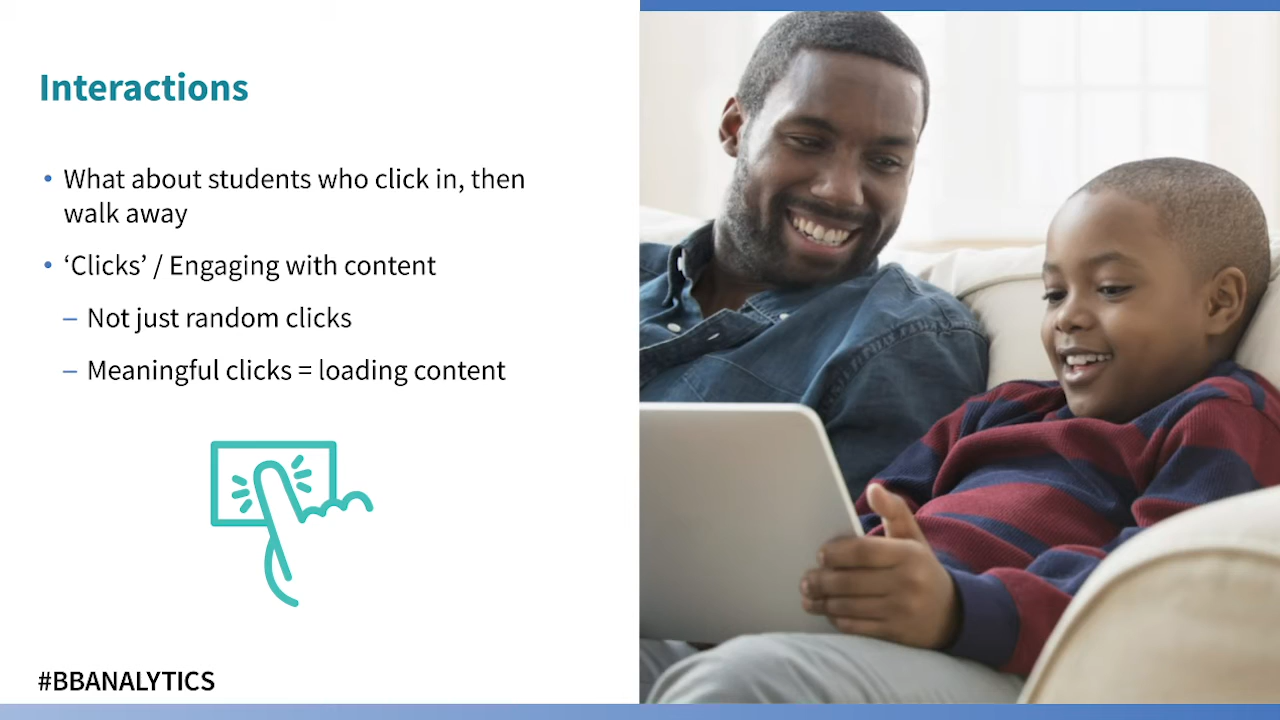 Interactions
• What about students who click in, then
walk away
• ‘Clicks’ / Engaging with content
– Not just random clicks
– Meaningful clicks = loading content
#BBANALYTICS